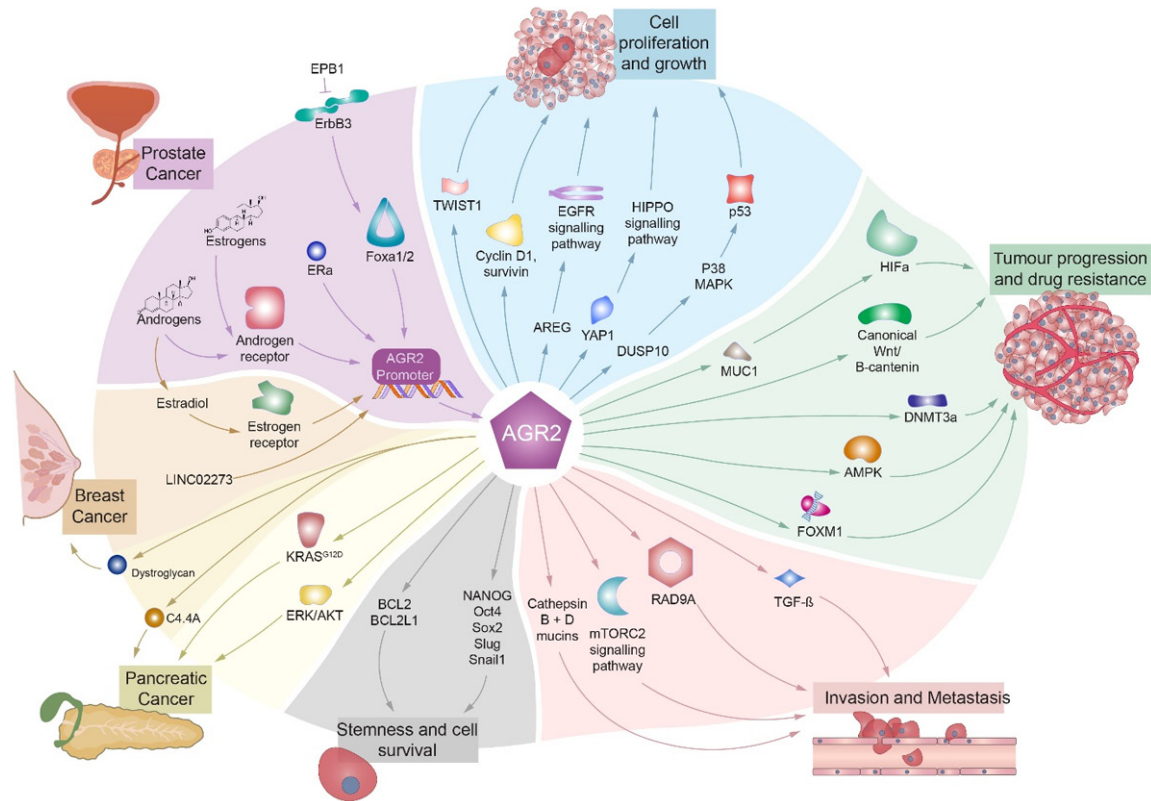 Cell
proliferation
and growth
EPB1
ErbB3
Prostate
Cancer
HO
OH
Estrogens
ERa
Foxa1/2
OH
O
Androgens
Androgen
receptor
AGR2
Promoter
TWIST1
Cyclin D1,
survivin
EGFR
signalling
pathway
HIPPO
signalling
pathway
p53
P38
MAPK
AREG
YAP1
DUSP10
HIFa
Tumour progression
and drug resistance
Canonical
Wnt/
B-cantenin
MUC1
DNMT3a
AMPK
FOXM1
AGR2
Estradiol
Estrogen
receptor
LINC02273
Breast
Cancer
Dystroglycan
C4.4A
KRASG12D
ERK/AKT
Pancreatic
Cancer
BCL2
BCL2L1
NANOG
Oct4
Sox2
Slug
Snail1
Stemness and cell
survival
Cathepsin
B + D
mucins
mTORC2
signalling
pathway
RAD9A
TGF-ß
Invasion and Metastasis